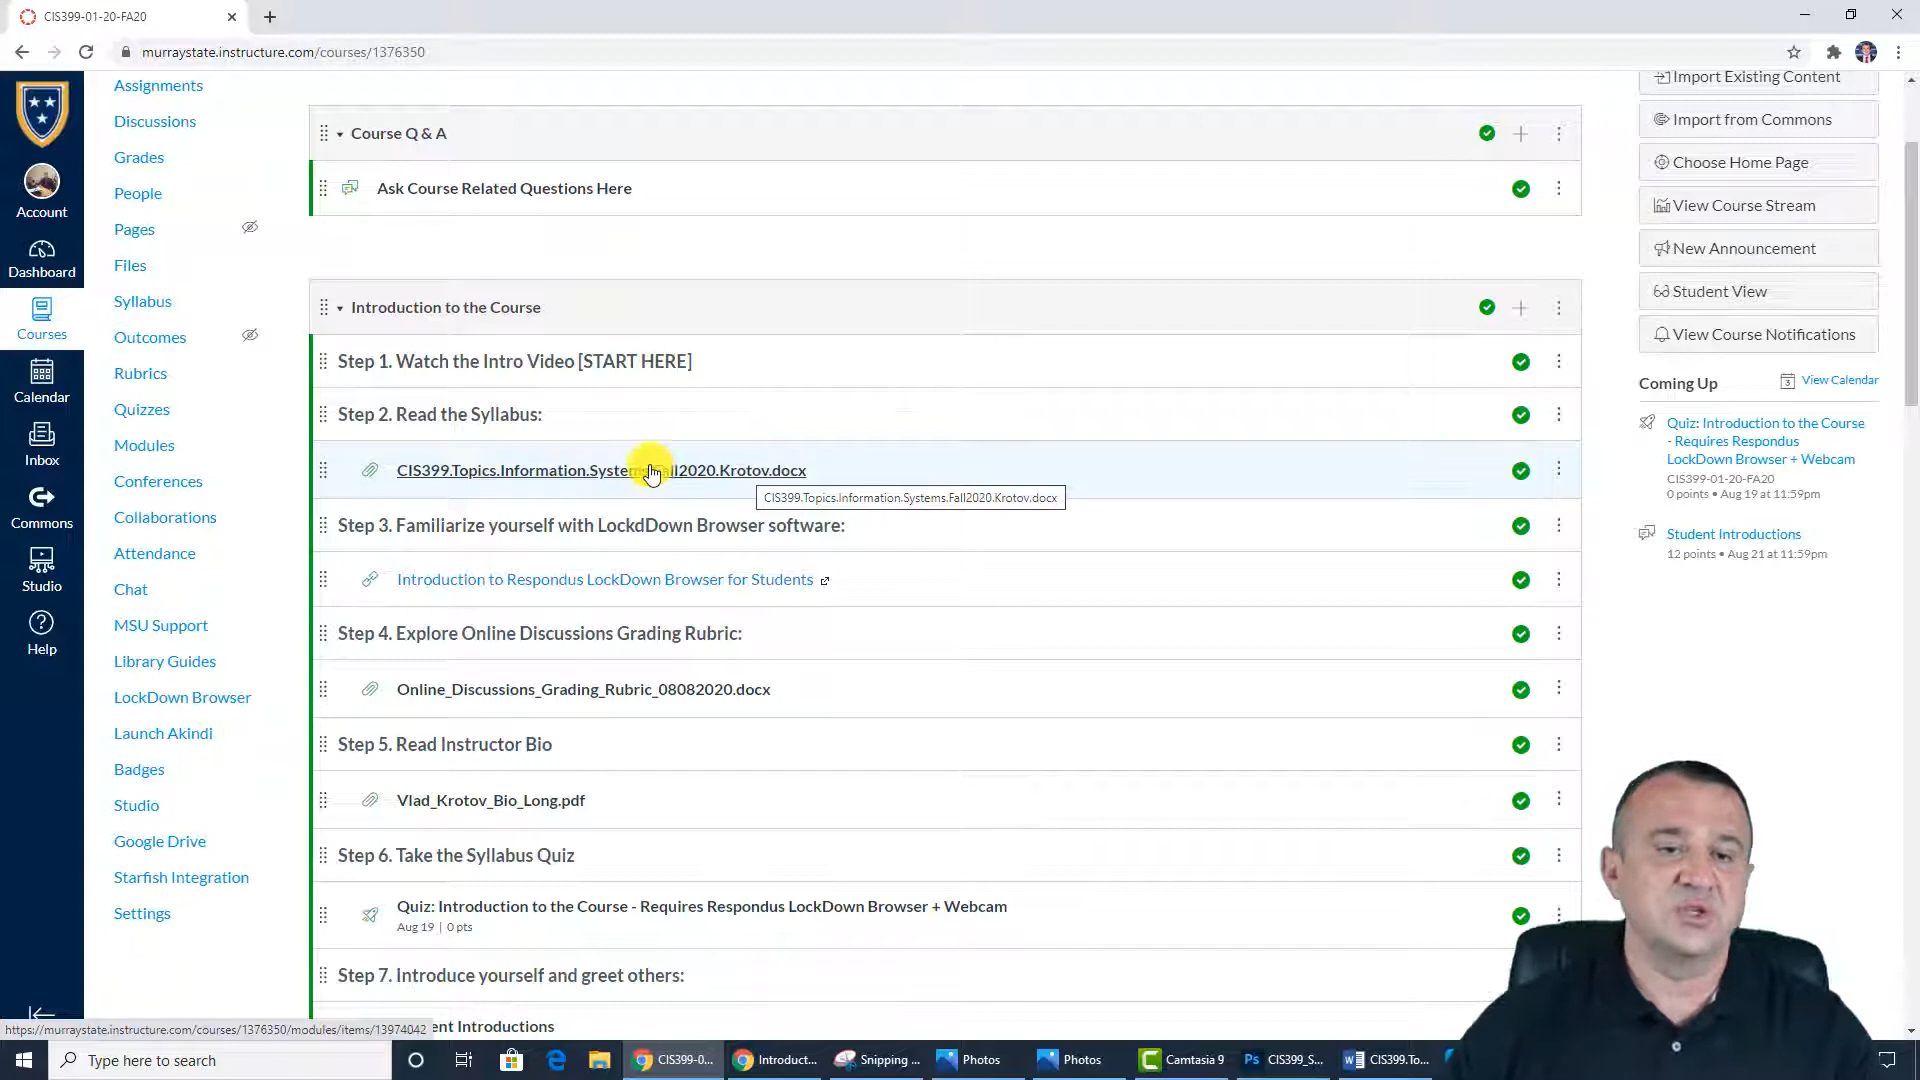 CIS399-01-20-FA20
murraystate.instructure.com/courses/1376350
Account
Dashboard
Courses
Calendar
Inbox
Commons
Studio
Help
Assignments
Discussions
Grades
People
Pages
Files
Syllabus
Outcomes
Rubrics
Quizzes
Modules
Conferences
Collaborations
Attendance
Chat
MSU Support
Library Guides
LockDown Browser
Launch Akindi
Badges
Studio
Google Drive
Starfish Integration
Settings
Course Q & A
Ask Course Related Questions Here
Introduction to the Course
Step 1. Watch the Intro Video [START HERE]
Step 2. Read the Syllabus:
CIS399.Topics.Information.Systems.Fall2020.Krotov.docx
CIS399.Topics.Information.Systems.Fall2020.Krotov.docx
Step 3. Familiarize yourself with LockdDown Browser software:
Introduction to Respondus LockDown Browser for Students
Step 4. Explore Online Discussions Grading Rubric:
Online_Discussions_Grading_Rubric_08082020.docx
Step 5. Read Instructor Bio
Vlad_Krotov_Bio_Long.pdf
Step 6. Take the Syllabus Quiz
Quiz: Introduction to the Course - Requires Respondus LockDown Browser + Webcam
Aug 19 | 0 pts
Step 7. Introduce yourself and greet others:
ent Introductions
Import Existing Content
Import from Commons
Choose Home Page
View Course Stream
New Announcement
Student View
View Course Notifications
Coming Up
3 View Calendar
Quiz: Introduction to the Course
- Requires Respondus
LockDown Browser + Webcam
CIS399-01-20-FA20
0 points • Aug 19 at 11:59pm
Student Introductions
12 points • Aug 21 at 11:59pm
https://murraystate.instructure.com/courses/1376350/modules/items/13974042
Type here to search
CIS399-0...
Introduct...
Snipping ...
Photos
Photos
Camtasia 9
Ps CIS399_S...
CIS399.To...